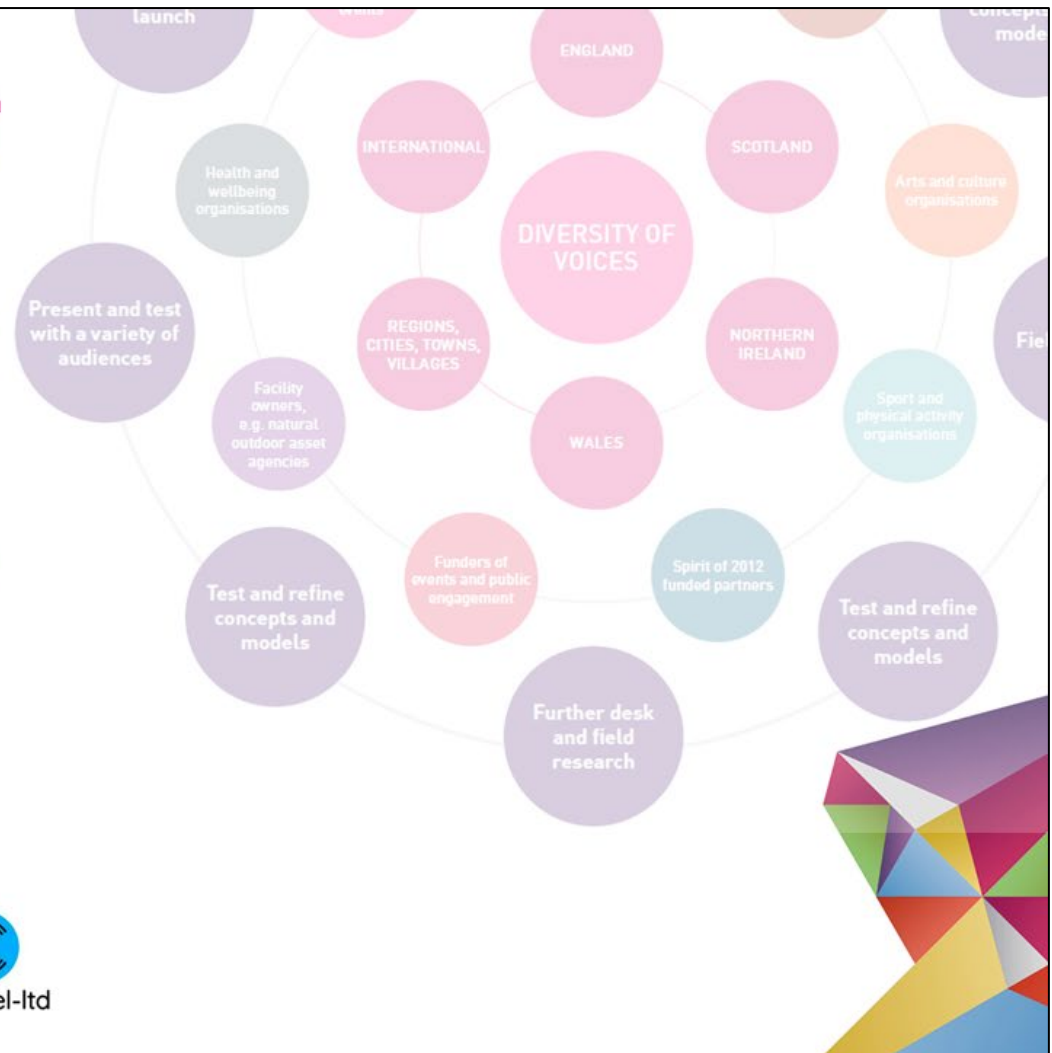 launch
ENGLAND
mode
INTERNATIONAL
SCOTLAND
Health and
wellbeing
organisations
Arts and culture
organisations
DIVERSITY OF
VOICES
Present and test
with a variety of
audiences
REGIONS,
CITIES, TOWNS,
VILLAGES
NORTHERN
IRELAND
Fiel
Facility
owners,
e.g. natural
outdoor asset
agencies
Sport and
physical activity
organisations
WALES
Funders of
events and public
engagement
Spirit of 2012
funded partners
Test and refine
concepts and
models
Test and refine
concepts and
models
Further desk
and field
research
el-ltd